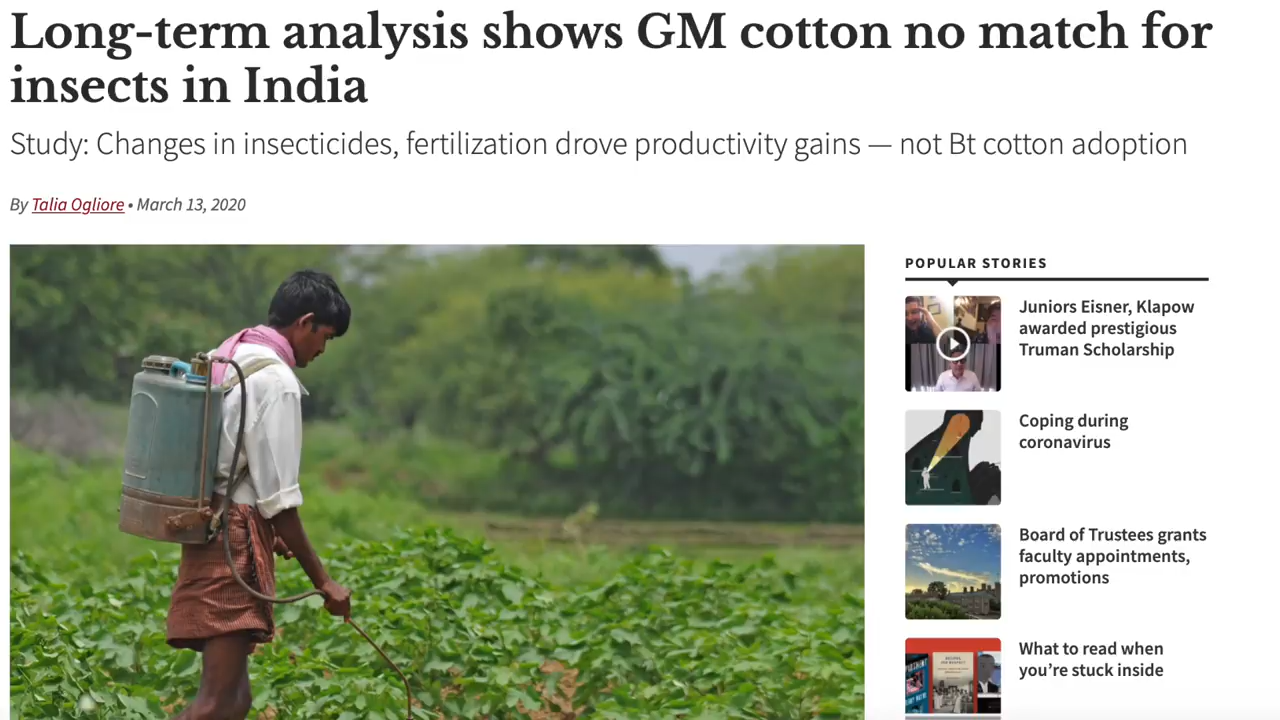 Long-term analysis shows GM cotton no match for
insects in India
Study: Changes in insecticides, fertilization drove productivity gains — not Bt cotton adoption
By Talia Ogliore • March 13, 2020
POPULAR STORIES
Juniors Eisner, Klapow
awarded prestigious
Truman Scholarship
Coping during
coronavirus
Board of Trustees grants
faculty appointments,
promotions
What to read when
you’re stuck inside